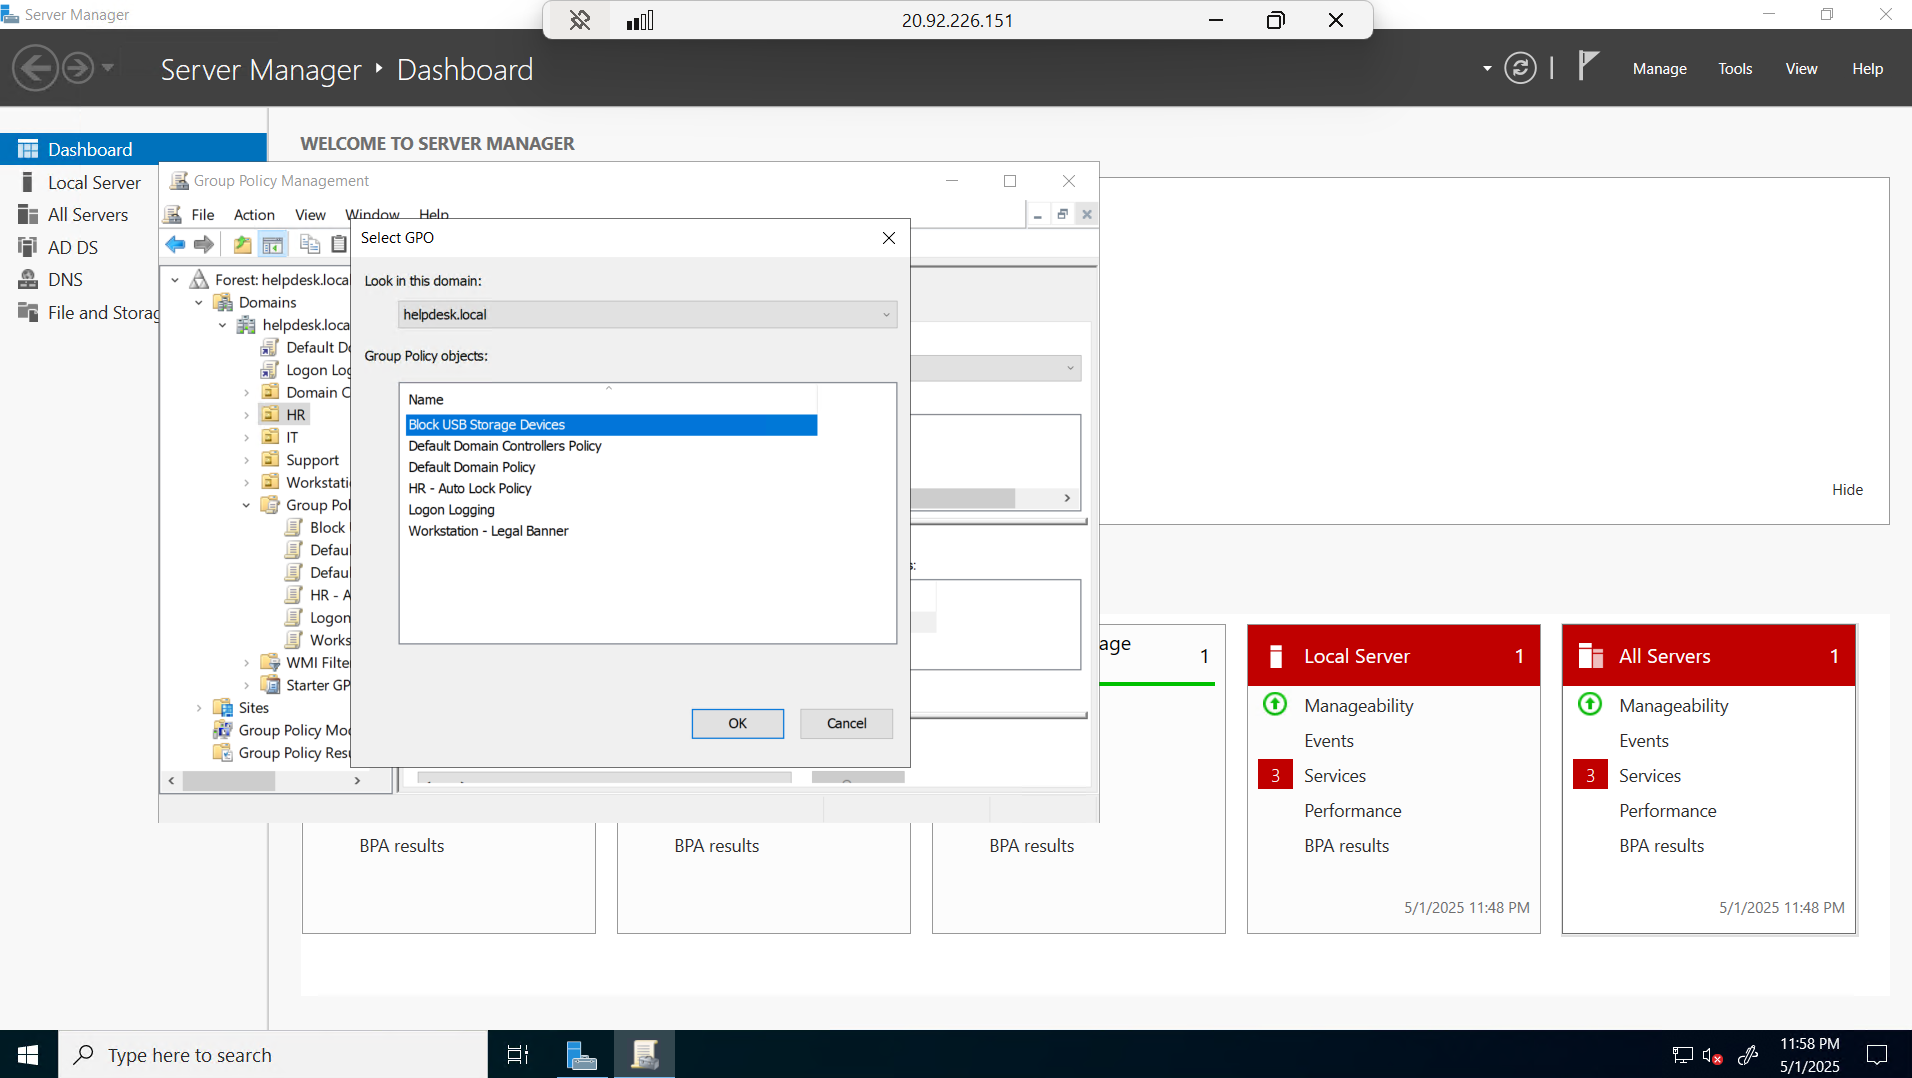 Server Manager
20.92.226.151
Server Manager
Dashboard
Manage
Tools
View
Help
Dashboard
Local Server
All Servers
AD DS
DNS
File and Storag
WELCOME TO SERVER MANAGER
Group Policy Management
File
Action
View
Window
Help
Forest: helpdesk.local
Domains
helpdesk.loca
Default Do
Logon Log
Domain C
HR
IT
Support
Workstati
Group Pol
Block
Defaul
Defaul
HR - A
Logon
Works
WMI Filte
Starter GP
Sites
Group Policy Mod
Group Policy Resu
Select GPO
Look in this domain:
helpdesk.local
Group Policy objects:
Name
Block USB Storage Devices
Default Domain Controllers Policy
Default Domain Policy
HR - Auto Lock Policy
Logon Logging
Workstation - Legal Banner
OK
Cancel
s:
Hide
age
1
BPA results
BPA results
BPA results
Local Server
1
Manageability
Events
3
Services
Performance
BPA results
5/1/2025 11:48 PM
All Servers
1
Manageability
Events
3
Services
Performance
BPA results
5/1/2025 11:48 PM
Type here to search
11:58 PM
5/1/2025